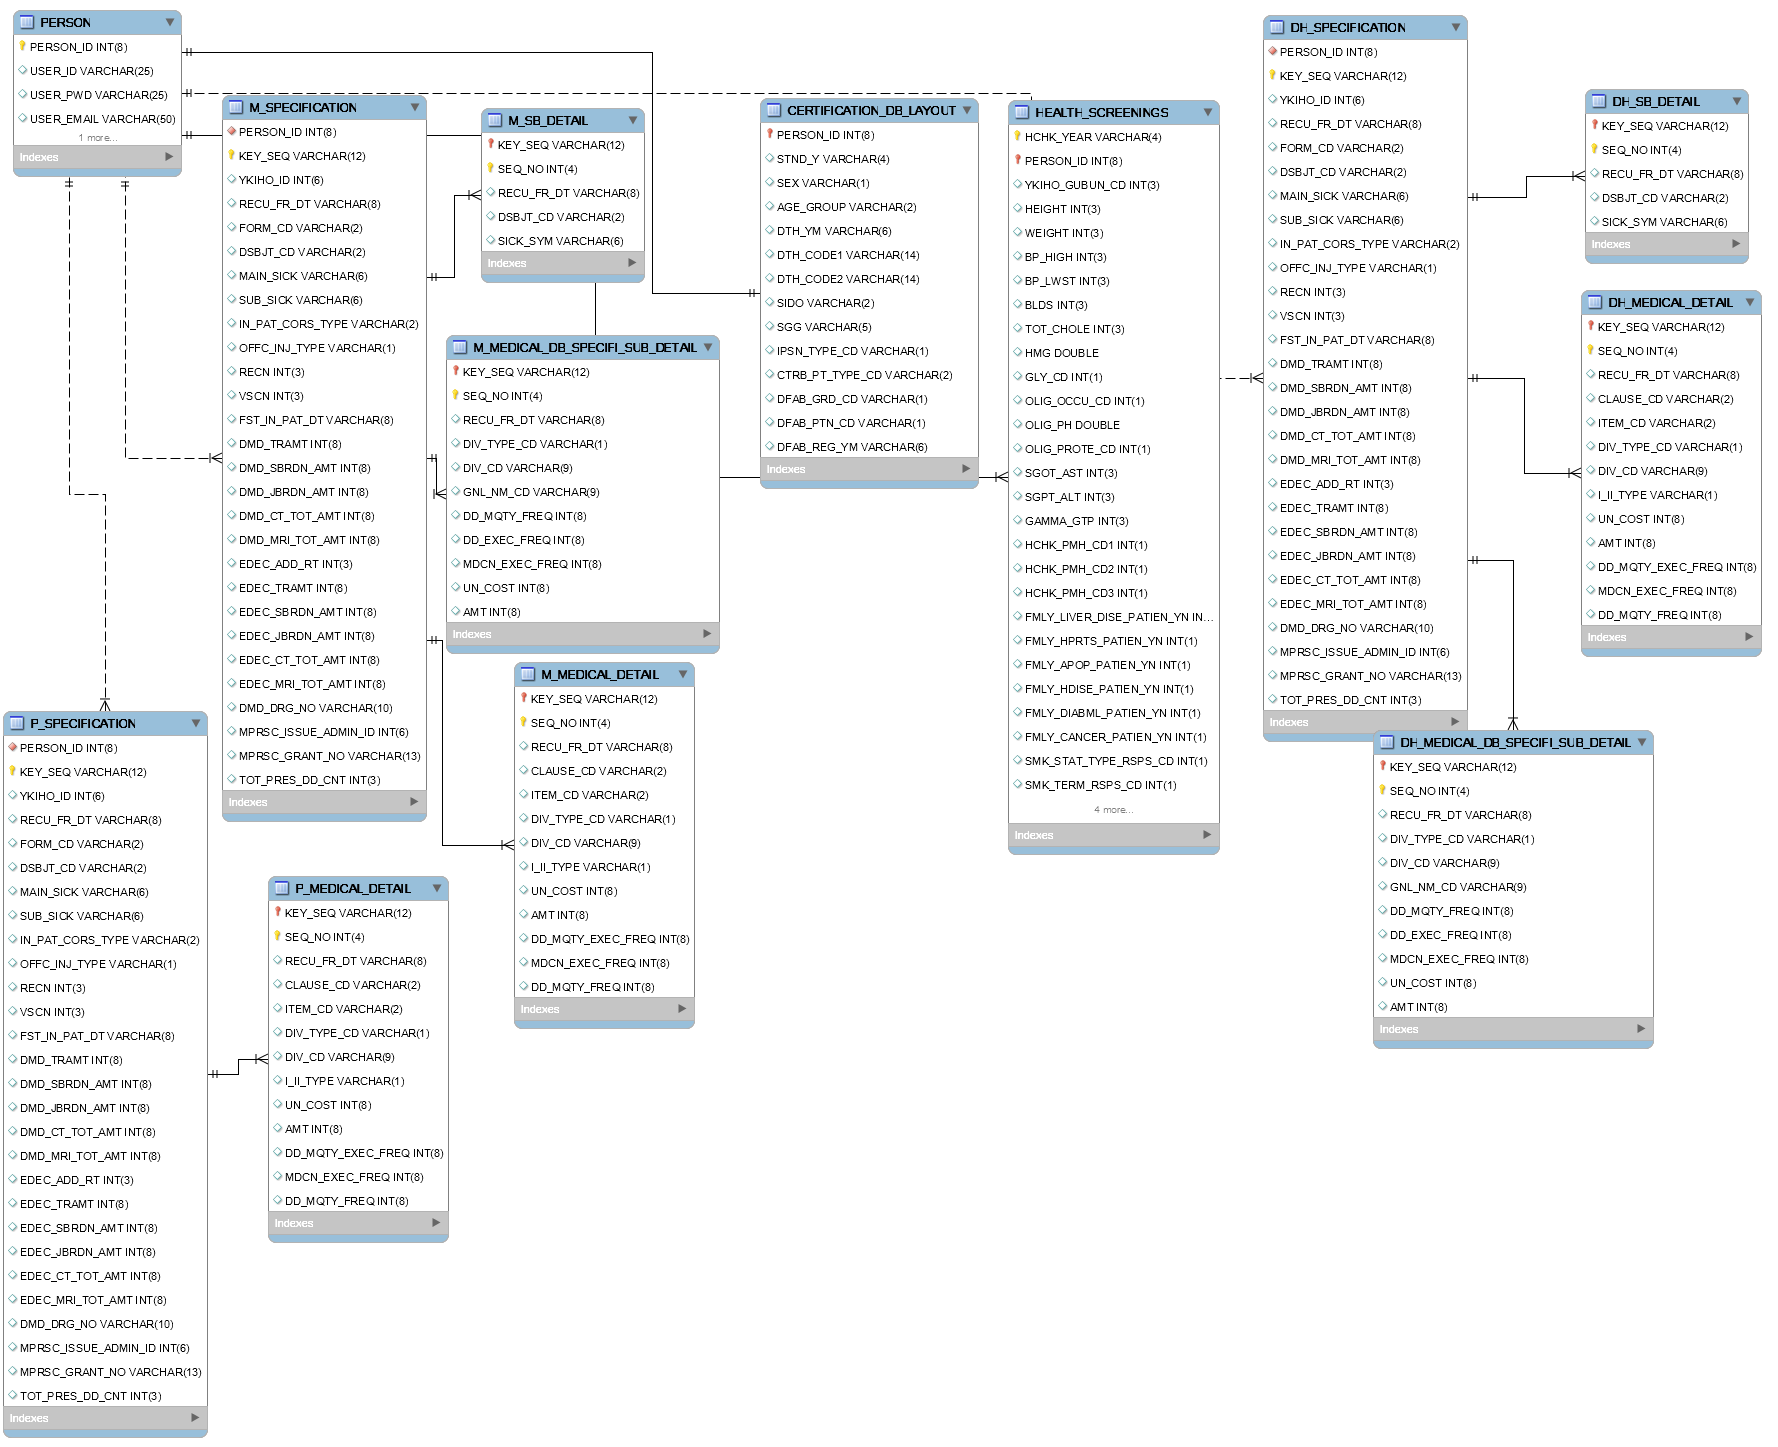 PERSON
PERSON_ID INT(8)
USER_ID VARCHAR(25)
USER_PWD VARCHAR(25)
USER_EMAIL VARCHAR(50)
1 more...
Indexes
M_SPECIFICATION
PERSON_ID INT(8)
KEY_SEQ VARCHAR(12)
YKIHO_ID INT(6)
RECU_FR_DT VARCHAR(8)
FORM_CD VARCHAR(2)
DSBJT_CD VARCHAR(2)
MAIN_SICK VARCHAR(6)
SUB_SICK VARCHAR(6)
IN_PAT_CORS_TYPE VARCHAR(2)
OFFC_INJ_TYPE VARCHAR(1)
RECN INT(3)
VSCN INT(3)
FST_IN_PAT_DT VARCHAR(8)
DMD_TRAMT INT(8)
DMD_SBRDN_AMT INT(8)
DMD_JBRDN_AMT INT(8)
DMD_CT_TOT_AMT INT(8)
DMD_MRI_TOT_AMT INT(8)
EDEC_ADD_RT INT(3)
EDEC_TRAMT INT(8)
EDEC_SBRDN_AMT INT(8)
EDEC_JBRDN_AMT INT(8)
EDEC_CT_TOT_AMT INT(8)
EDEC_MRI_TOT_AMT INT(8)
DMD_DRG_NO VARCHAR(10)
MPRSC_ISSUE_ADMIN_ID INT(6)
MPRSC_GRANT_NO VARCHAR(13)
TOT_PRES_DD_CNT INT(3)
Indexes
M_SB_DETAIL
KEY_SEQ VARCHAR(12)
SEQ_NO INT(4)
RECU_FR_DT VARCHAR(8)
DSBJT_CD VARCHAR(2)
SICK_SYM VARCHAR(6)
Indexes
M_MEDICAL_DB_SPECIFI_SUB_DETAIL
KEY_SEQ VARCHAR(12)
SEQ_NO INT(4)
RECU_FR_DT VARCHAR(8)
DIV_TYPE_CD VARCHAR(1)
DIV_CD VARCHAR(9)
GNL_NM_CD VARCHAR(9)
DD_MQTY_FREQ INT(8)
DD_EXEC_FREQ INT(8)
MDCN_EXEC_FREQ INT(8)
UN_COST INT(8)
AMT INT(8)
Indexes
M_MEDICAL_DETAIL
KEY_SEQ VARCHAR(12)
SEQ_NO INT(4)
RECU_FR_DT VARCHAR(8)
CLAUSE_CD VARCHAR(2)
ITEM_CD VARCHAR(2)
DIV_TYPE_CD VARCHAR(1)
DIV_CD VARCHAR(9)
I_II_TYPE VARCHAR(1)
UN_COST INT(8)
AMT INT(8)
DD_MQTY_EXEC_FREQ INT(8)
MDCN_EXEC_FREQ INT(8)
DD_MQTY_FREQ INT(8)
Indexes
CERTIFICATION_DB_LAYOUT
PERSON_ID INT(8)
STND_Y VARCHAR(4)
SEX VARCHAR(1)
AGE_GROUP VARCHAR(2)
DTH_YM VARCHAR(6)
DTH_CODE1 VARCHAR(14)
DTH_CODE2 VARCHAR(14)
SIDO VARCHAR(2)
SGG VARCHAR(5)
IPSN_TYPE_CD VARCHAR(1)
CTRB_PT_TYPE_CD VARCHAR(2)
DFAB_GRD_CD VARCHAR(1)
DFAB_PTN_CD VARCHAR(1)
DFAB_REG_YM VARCHAR(6)
Indexes
HEALTH_SCREENINGS
HCHK_YEAR VARCHAR(4)
PERSON_ID INT(8)
YKIHO_GUBUN_CD INT(3)
HEIGHT INT(3)
WEIGHT INT(3)
BP_HIGH INT(3)
BP_LWST INT(3)
BLDS INT(3)
TOT_CHOLE INT(3)
HMG DOUBLE
GLY_CD INT(1)
OLIG_OCCU_CD INT(1)
OLIG_PH DOUBLE
OLIG_PROTE_CD INT(1)
SGOT_AST INT(3)
SGPT_ALT INT(3)
GAMMA_GTP INT(3)
HCHK_PMH_CD1 INT(1)
HCHK_PMH_CD2 INT(1)
HCHK_PMH_CD3 INT(1)
FMLY_LIVER_DISE_PATIEN_YN IN...
FMLY_HPRTS_PATIEN_YN INT(1)
FMLY_APOP_PATIEN_YN INT(1)
FMLY_HDISE_PATIEN_YN INT(1)
FMLY_DIABML_PATIEN_YN INT(1)
FMLY_CANCER_PATIEN_YN INT(1)
SMK_STAT_TYPE_RSPS_CD INT(1)
SMK_TERM_RSPS_CD INT(1)
4 more...
Indexes
DH_SPECIFICATION
PERSON_ID INT(8)
KEY_SEQ VARCHAR(12)
YKIHO_ID INT(6)
RECU_FR_DT VARCHAR(8)
FORM_CD VARCHAR(2)
DSBJT_CD VARCHAR(2)
MAIN_SICK VARCHAR(6)
SUB_SICK VARCHAR(6)
IN_PAT_CORS_TYPE VARCHAR(2)
OFFC_INJ_TYPE VARCHAR(1)
RECN INT(3)
VSCN INT(3)
FST_IN_PAT_DT VARCHAR(8)
DMD_TRAMT INT(8)
DMD_SBRDN_AMT INT(8)
DMD_JBRDN_AMT INT(8)
DMD_CT_TOT_AMT INT(8)
DMD_MRI_TOT_AMT INT(8)
EDEC_ADD_RT INT(3)
EDEC_TRAMT INT(8)
EDEC_SBRDN_AMT INT(8)
EDEC_JBRDN_AMT INT(8)
EDEC_CT_TOT_AMT INT(8)
EDEC_MRI_TOT_AMT INT(8)
DMD_DRG_NO VARCHAR(10)
MPRSC_ISSUE_ADMIN_ID INT(6)
MPRSC_GRANT_NO VARCHAR(13)
TOT_PRES_DD_CNT INT(3)
Indexes
DH_SB_DETAIL
KEY_SEQ VARCHAR(12)
SEQ_NO INT(4)
RECU_FR_DT VARCHAR(8)
DSBJT_CD VARCHAR(2)
SICK_SYM VARCHAR(6)
Indexes
DH_MEDICAL_DETAIL
KEY_SEQ VARCHAR(12)
SEQ_NO INT(4)
RECU_FR_DT VARCHAR(8)
CLAUSE_CD VARCHAR(2)
ITEM_CD VARCHAR(2)
DIV_TYPE_CD VARCHAR(1)
DIV_CD VARCHAR(9)
I_II_TYPE VARCHAR(1)
UN_COST INT(8)
AMT INT(8)
DD_MQTY_EXEC_FREQ INT(8)
MDCN_EXEC_FREQ INT(8)
DD_MQTY_FREQ INT(8)
Indexes
DH_MEDICAL_DB_SPECIFI_SUB_DETAIL
KEY_SEQ VARCHAR(12)
SEQ_NO INT(4)
RECU_FR_DT VARCHAR(8)
DIV_TYPE_CD VARCHAR(1)
DIV_CD VARCHAR(9)
GNL_NM_CD VARCHAR(9)
DD_MQTY_FREQ INT(8)
DD_EXEC_FREQ INT(8)
MDCN_EXEC_FREQ INT(8)
UN_COST INT(8)
AMT INT(8)
Indexes
P_SPECIFICATION
PERSON_ID INT(8)
KEY_SEQ VARCHAR(12)
YKIHO_ID INT(6)
RECU_FR_DT VARCHAR(8)
FORM_CD VARCHAR(2)
DSBJT_CD VARCHAR(2)
MAIN_SICK VARCHAR(6)
SUB_SICK VARCHAR(6)
IN_PAT_CORS_TYPE VARCHAR(2)
OFFC_INJ_TYPE VARCHAR(1)
RECN INT(3)
VSCN INT(3)
FST_IN_PAT_DT VARCHAR(8)
DMD_TRAMT INT(8)
DMD_SBRDN_AMT INT(8)
DMD_JBRDN_AMT INT(8)
DMD_CT_TOT_AMT INT(8)
DMD_MRI_TOT_AMT INT(8)
EDEC_ADD_RT INT(3)
EDEC_TRAMT INT(8)
EDEC_SBRDN_AMT INT(8)
EDEC_JBRDN_AMT INT(8)
EDEC_CT_TOT_AMT INT(8)
EDEC_MRI_TOT_AMT INT(8)
DMD_DRG_NO VARCHAR(10)
MPRSC_ISSUE_ADMIN_ID INT(6)
MPRSC_GRANT_NO VARCHAR(13)
TOT_PRES_DD_CNT INT(3)
Indexes
P_MEDICAL_DETAIL
KEY_SEQ VARCHAR(12)
SEQ_NO INT(4)
RECU_FR_DT VARCHAR(8)
CLAUSE_CD VARCHAR(2)
ITEM_CD VARCHAR(2)
DIV_TYPE_CD VARCHAR(1)
DIV_CD VARCHAR(9)
I_II_TYPE VARCHAR(1)
UN_COST INT(8)
AMT INT(8)
DD_MQTY_EXEC_FREQ INT(8)
MDCN_EXEC_FREQ INT(8)
DD_MQTY_FREQ INT(8)
Indexes